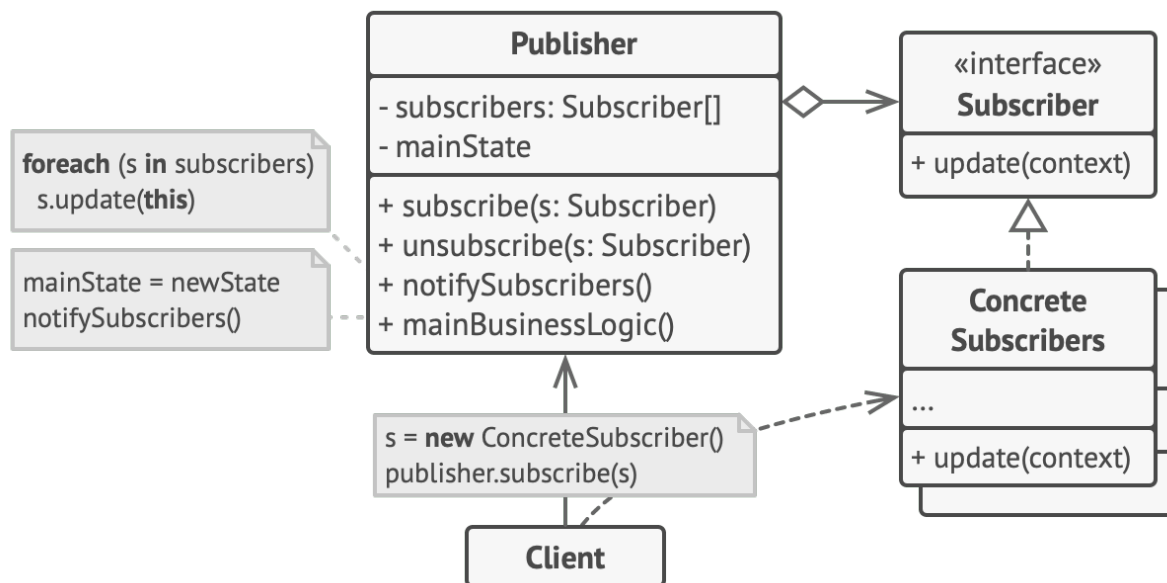 Publisher
- subscribers: Subscriber[]
- mainState
+ subscribe(s: Subscriber)
+ unsubscribe(s: Subscriber)
+ notifySubscribers()
+ mainBusinessLogic()
foreach (s in subscribers)
s.update(this)
mainState = newState
notifySubscribers()
«interface»
Subscriber
+ update(context)
Concrete
Subscribers
...
+ update(context)
s = new ConcreteSubscriber()
publisher.subscribe(s)
Client